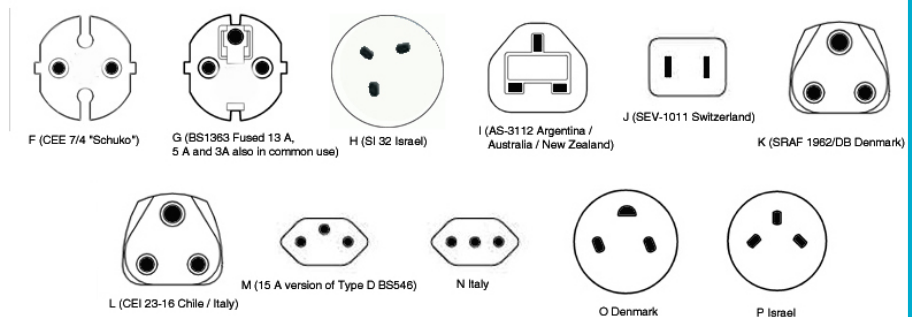 F (CEE 7/4 "Schuko")
G (BS1363 Fused 13 A,
5 A and 3A also in common use)
H (SI 32 Israel)
I (AS-3112 Argentina /
Australia / New Zealand)
J (SEV-1011 Switzerland)
K (SRAF 1962/DB Denmark)
L (CEI 23-16 Chile / Italy)
M (15 A version of Type D BS546)
N Italy
O Denmark
P Israel